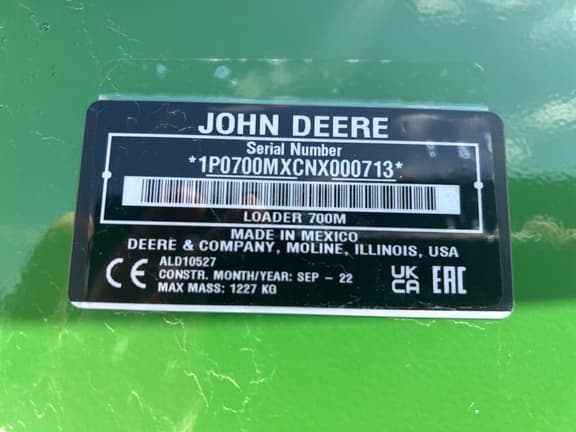 JOHN DEERE
Serial Number
*1P0700MXCNX000713*
LOADER 700M
MADE IN MEXICO
DEERE & COMPANY, MOLINE, ILLINOIS, USA
CE
ALD10527
CONSTR. MONTH/YEAR: SEP - 22
MAX MASS: 1227 KG
UK
CA
EAC